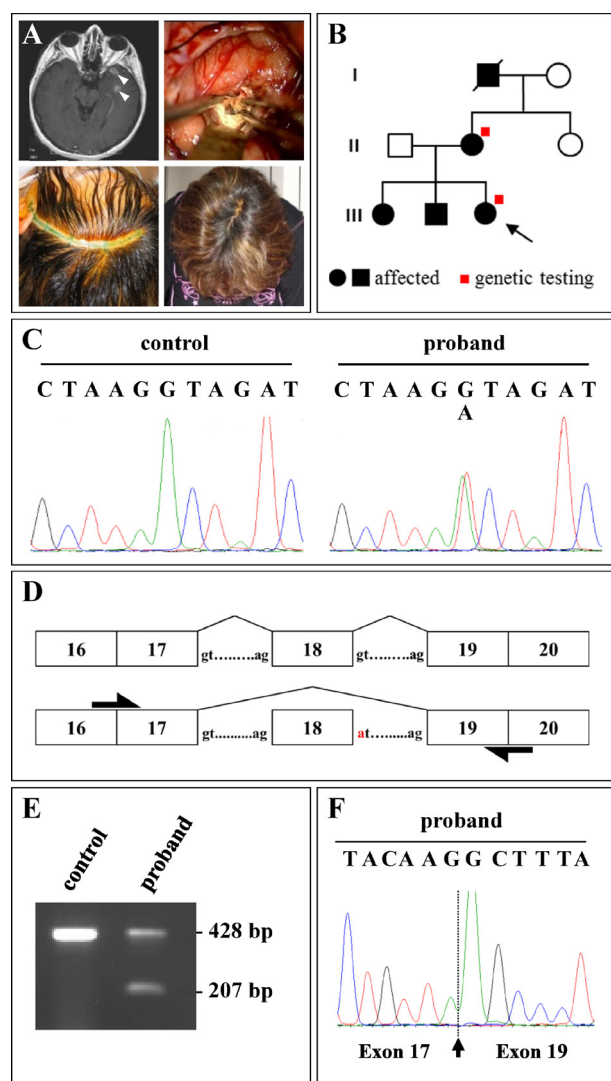 A
B
I
II
III
affected
genetic testing
C
control
proband
C T A A G G T A G A T
C T A A G G T A G A T
A
D
16 17 gt.........ag 18 gt.........ag 19 20
16 17 gt..........ag 18 at..........ag 19 20
E
control
proband
- 428 bp
- 207 bp
F
proband
T A C A A G G C T T T A
Exon 17
Exon 19